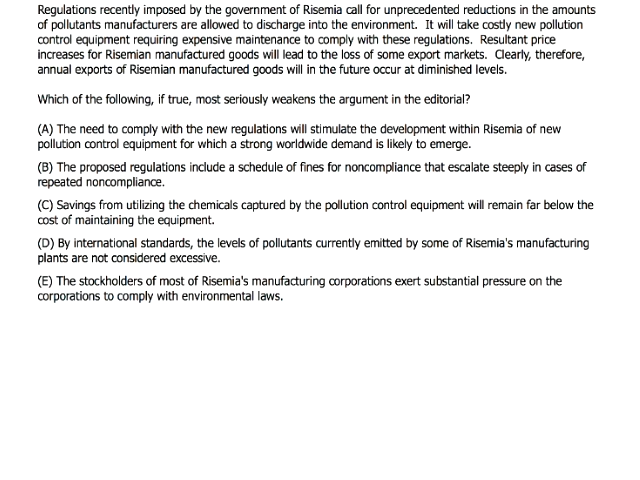 Regulations recently imposed by the government of Risemia call for unprecedented reductions in the amounts
of pollutants manufacturers are allowed to discharge into the environment.  It will take costly new pollution
control equipment requiring expensive maintenance to comply with these regulations.  Resultant price
increases for Risemian manufactured goods will lead to the loss of some export markets.  Clearly, therefore,
annual exports of Risemian manufactured goods will in the future occur at diminished levels.
Which of the following, if true, most seriously weakens the argument in the editorial?
(A) The need to comply with the new regulations will stimulate the development within Risemia of new
pollution control equipment for which a strong worldwide demand is likely to emerge.
(B) The proposed regulations include a schedule of fines for noncompliance that escalate steeply in cases of
repeated noncompliance.
(C) Savings from utilizing the chemicals captured by the pollution control equipment will remain far below the
cost of maintaining the equipment.
(D) By international standards, the levels of pollutants currently emitted by some of Risemia's manufacturing
plants are not considered excessive.
(E) The stockholders of most of Risemia's manufacturing corporations exert substantial pressure on the
corporations to comply with environmental laws.